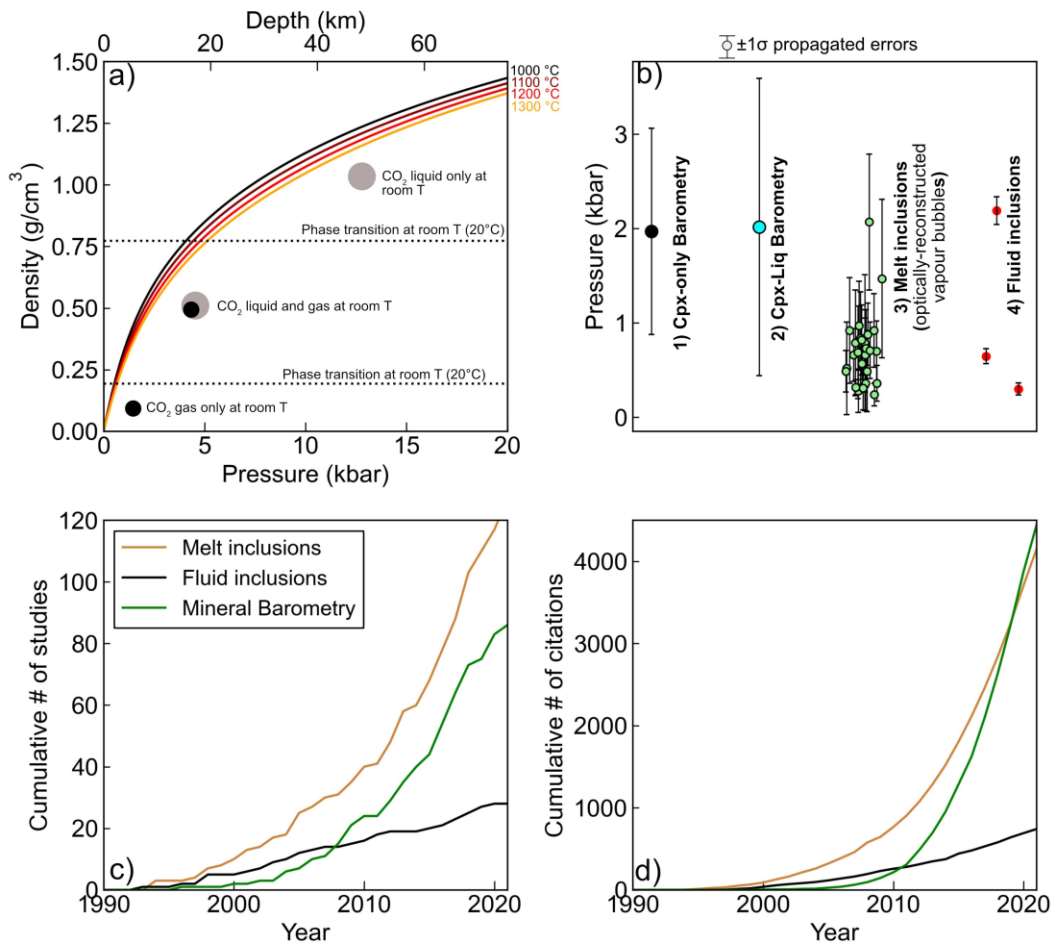 Depth (km)
0 20 40 60
a)
1.50
1.25
1.00
0.75
0.50
0.25
0.00
Density (g/cm³)
1000 °C
1100 °C
1200 °C
1300 °C
CO₂ liquid only at
room T
Phase transition at room T (20°C)
CO₂ liquid and gas at room T
Phase transition at room T (20°C)
CO₂ gas only at room T
0 5 10 15 20
Pressure (kbar)
±1σ propagated errors
b)
3
2
1
0
Pressure (kbar)
1) Cpx-only Barometry
2) Cpx-Liq Barometry
3) Melt inclusions
(optically-reconstructed
vapour bubbles)
4) Fluid inclusions
120
100
80
60
40
20
0
Cumulative # of studies
Melt inclusions
Fluid inclusions
Mineral Barometry
c)
1990 2000 2010 2020
Year
4000
3000
2000
1000
0
Cumulative # of citations
d)
1990 2000 2010 2020
Year